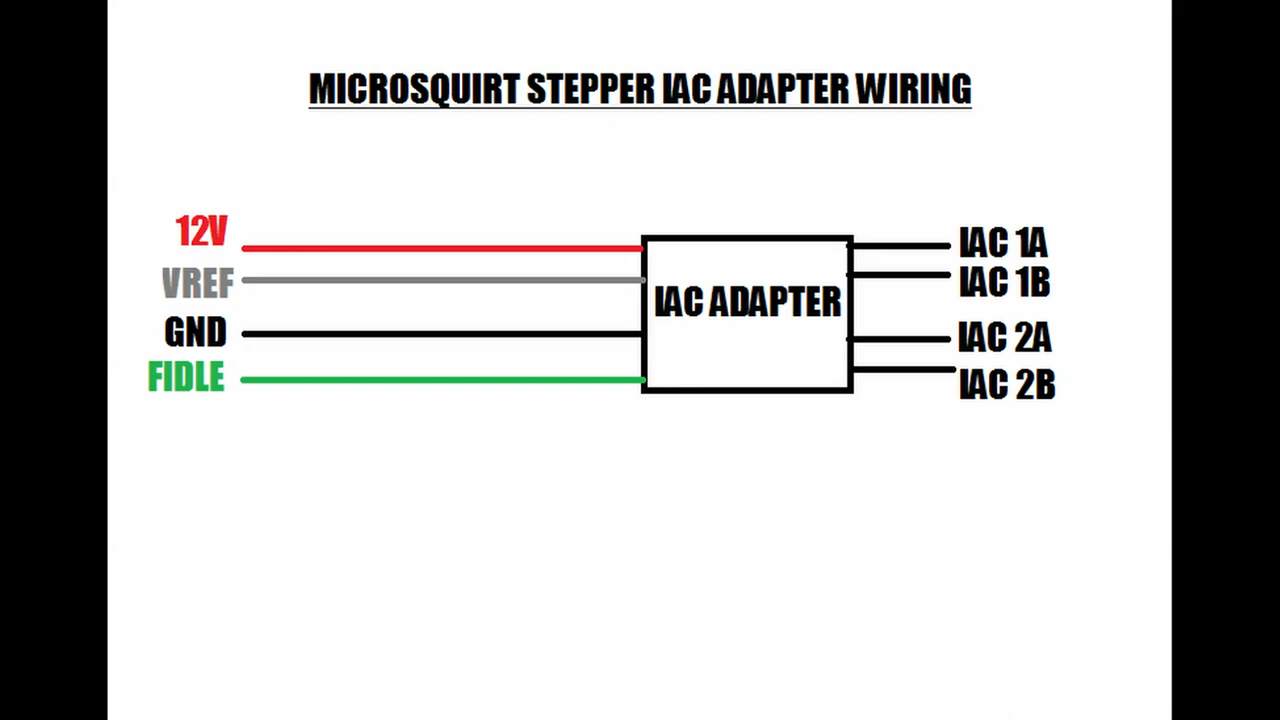 MICROSQUIRT STEPPER IAC ADAPTER WIRING
12V
VREF
GND
FIDLE
IAC ADAPTER
IAC 1A
IAC 1B
IAC 2A
IAC 2B